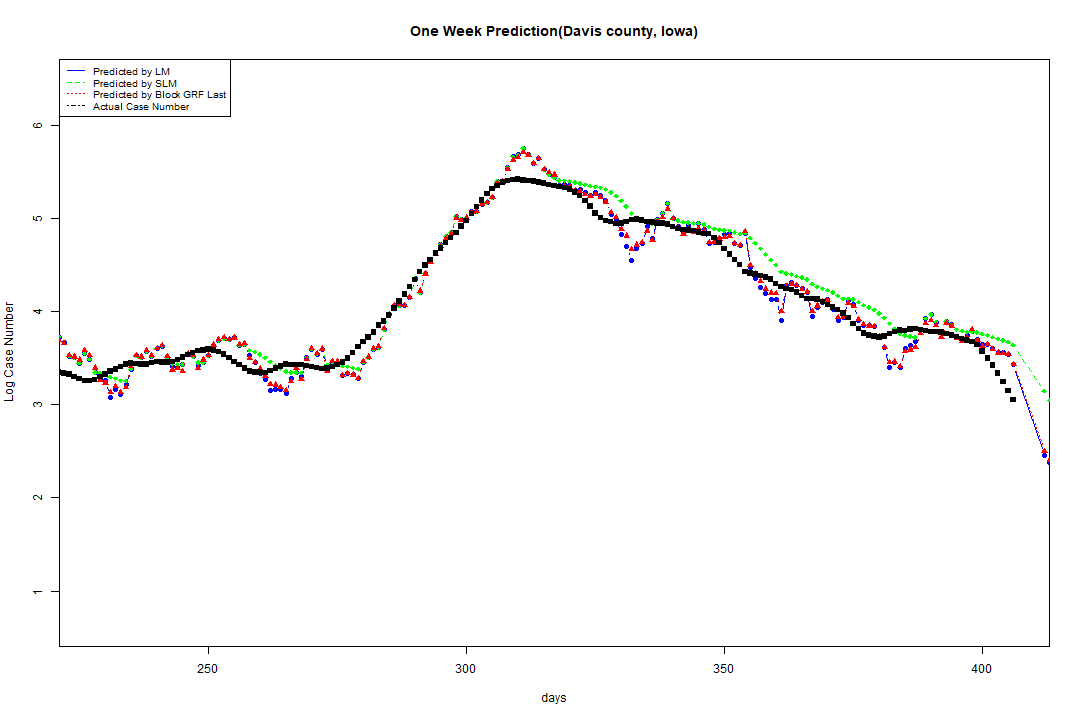 One Week Prediction(Davis county, Iowa)
Predicted by LM
Predicted by SLM
Predicted by Block GRF Last
Actual Case Number
6
5
4
3
2
1
Log Case Number
250
300
350
400
days